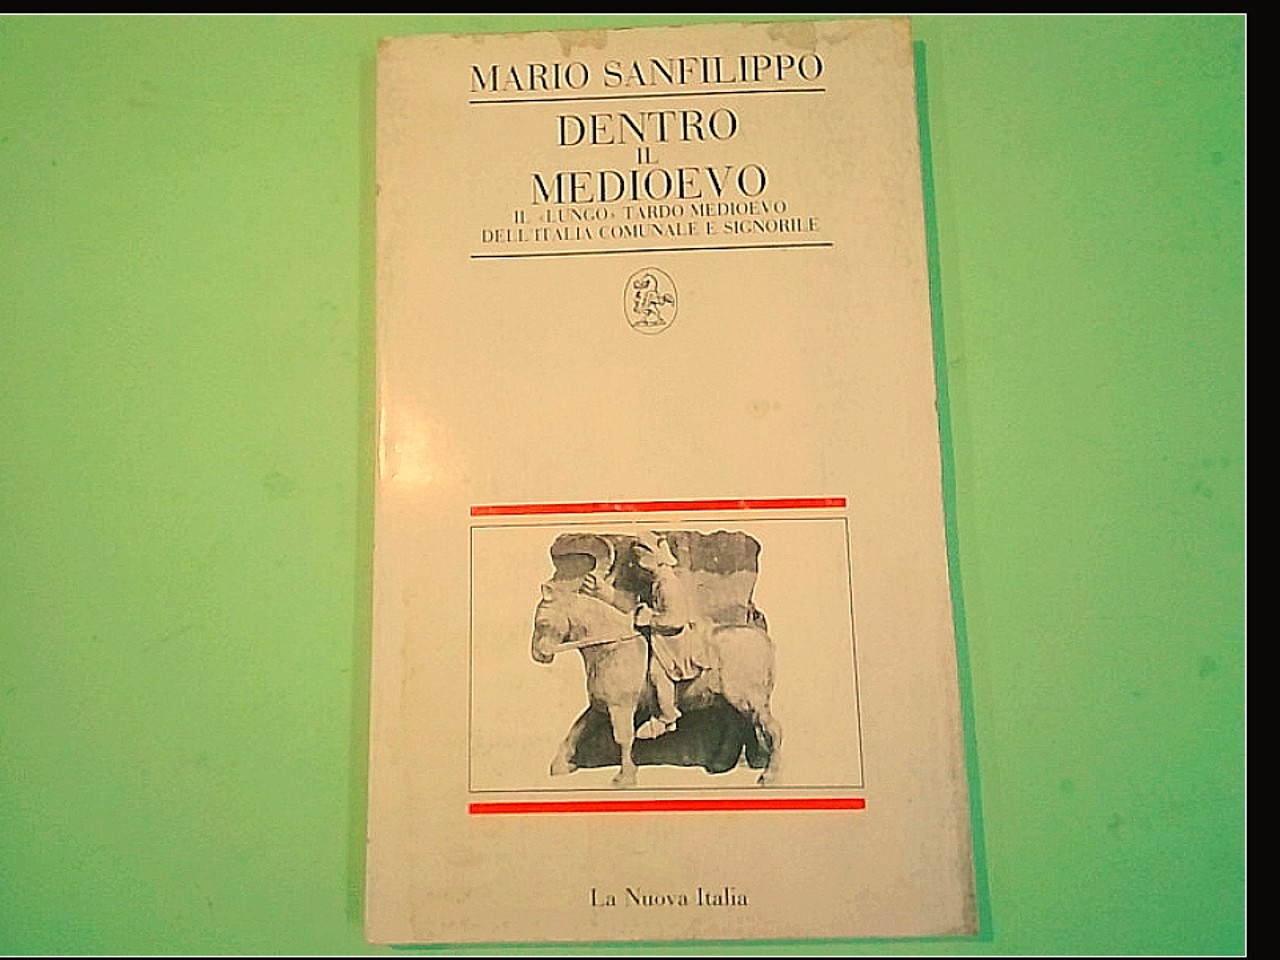 MARIO SANFILIPPO
DENTRO
IL
MEDIOEVO
IL «LUNGO» TARDO MEDIOEVO
DELL'ITALIA COMUNALE E SIGNORILE
La Nuova Italia